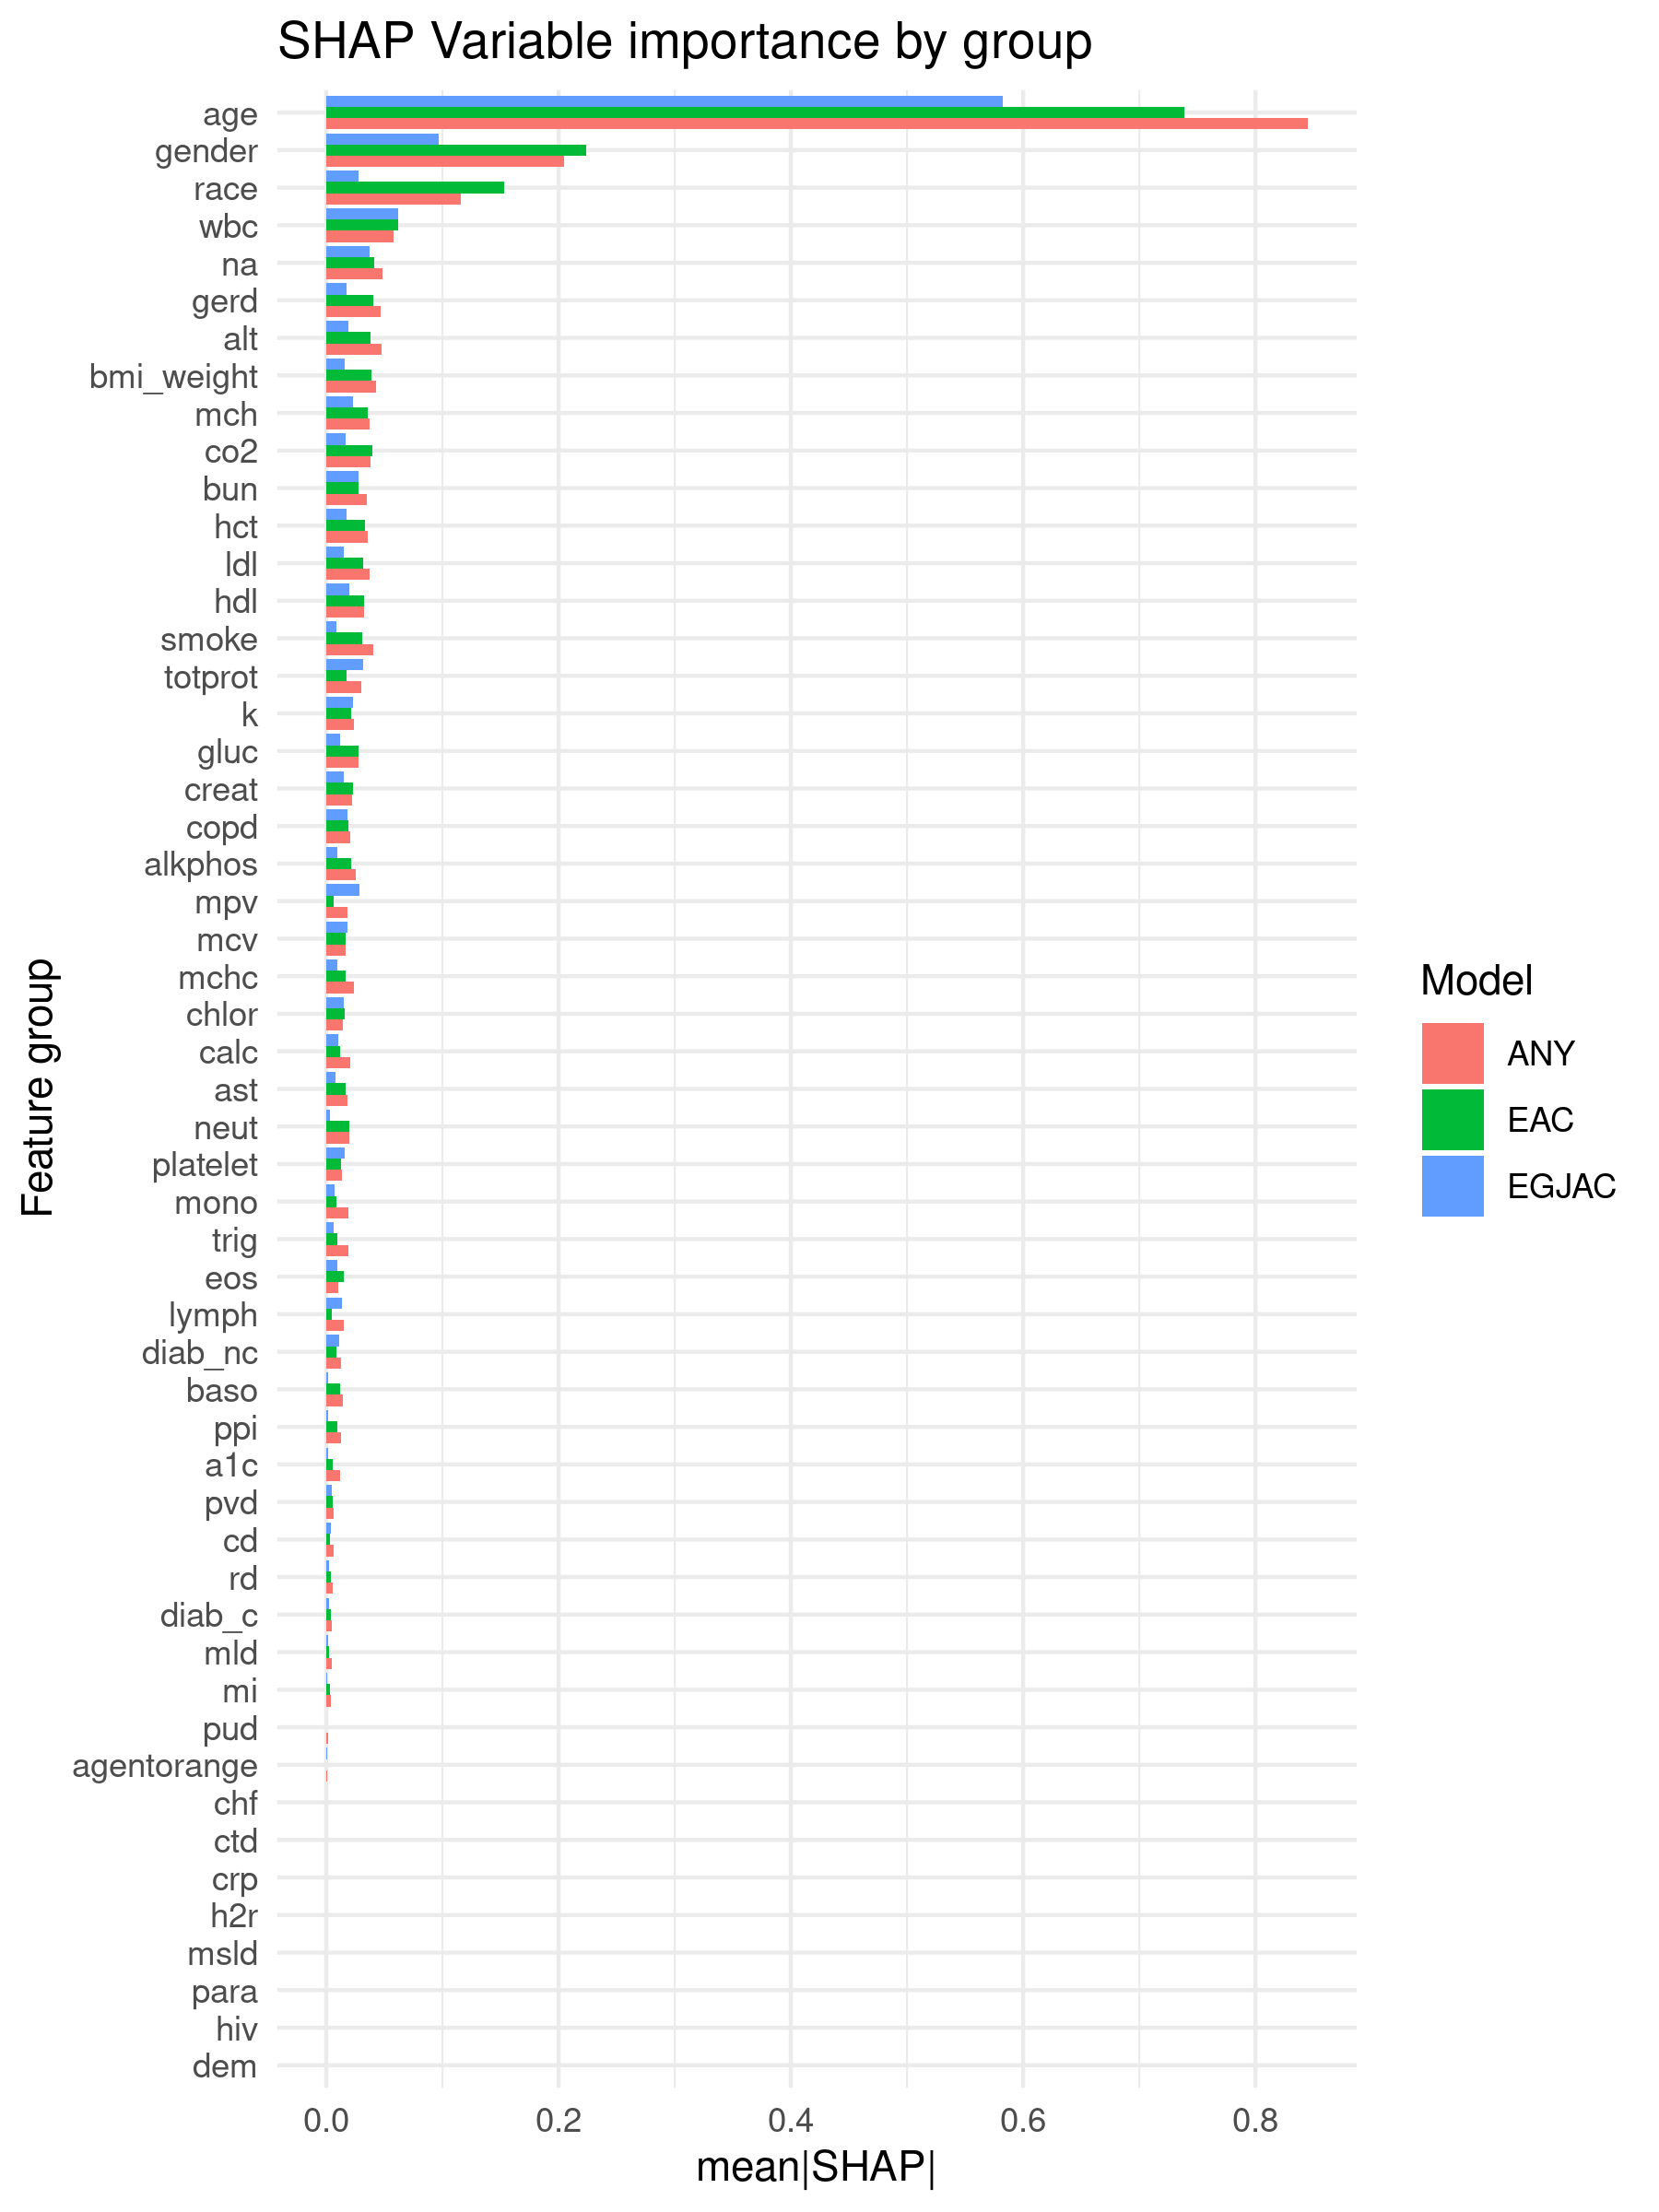 SHAP Variable importance by group
age
gender
race
wbc
na
gerd
alt
bmi_weight
mch
co2
bun
hct
ldl
hdl
smoke
totprot
k
gluc
creat
copd
alkphos
mpv
mcv
mchc
chlor
calc
ast
neut
platelet
mono
trig
eos
lymph
diab_nc
baso
ppi
a1c
pvd
cd
rd
diab_c
mld
mi
pud
agentorange
chf
ctd
crp
h2r
msld
para
hiv
dem
Feature group
0.0 0.2 0.4 0.6 0.8
mean|SHAP|
Model
ANY
EAC
EGJAC